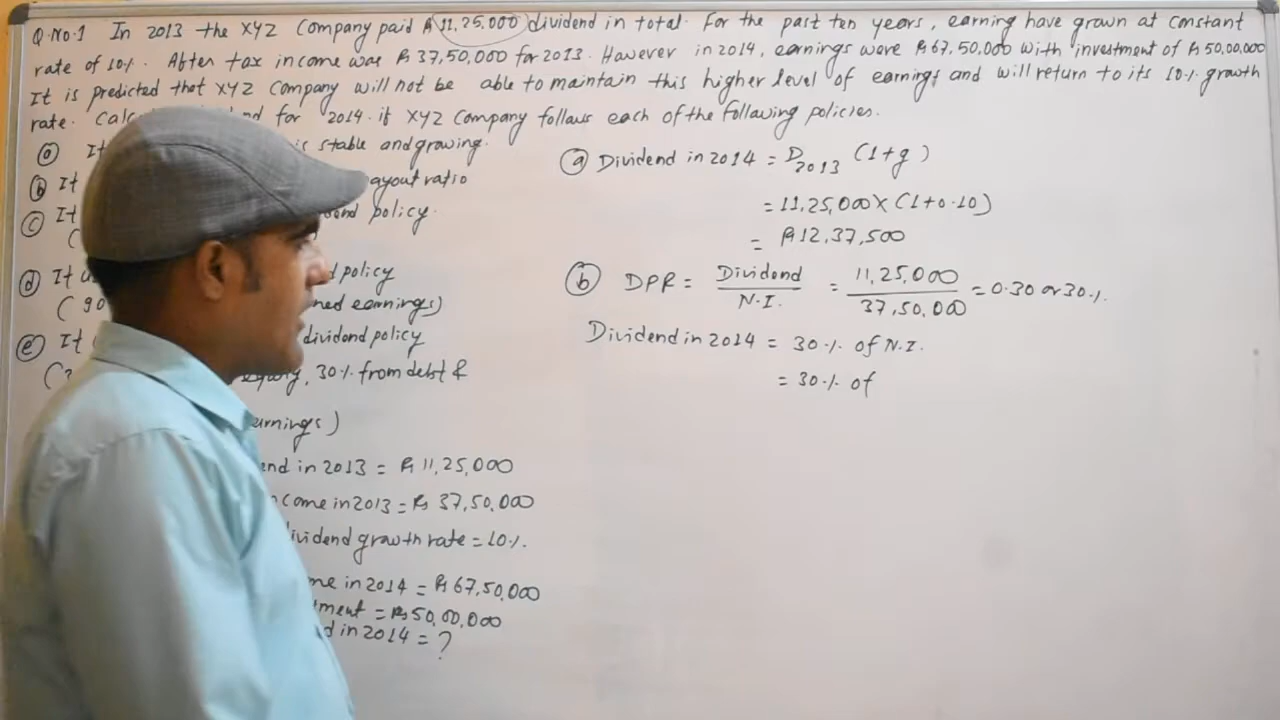 Q.No.1 In 2013 the XYZ Company paid Rs 11,25,000 dividend in total. For the past ten years, earning have grown at constant
rate of 10%. After tax income was Rs 37,50,000 for 2013. However in 2014, earnings were Rs 67,50,000 with investment of Rs 50,00,000
It is predicted that XYZ Company will not be able to maintain this higher level of earnings and will return to its 10% growth
rate. for 2014 if XYZ Company follows each of the following policies.
(a) It is stable and growing.
(b) It payout ratio
(c) It policy.
(
(d) It policy
(90 earnings)
(e) It dividend policy
( equity, 30% from debt &
earnings)
in 2013 = Rs 11,25,000
in 2013 = Rs 37,50,000
dividend growth rate = 10%.
in 2014 = Rs 67,50,000
= Rs 50,00,000
in 2014 = ?
(a) Dividend in 2014 = D2013 (1+g)
= 11,25,000 X (1+0.10)
= Rs 12,37,500
(b) DPR = Dividend / N.I. = 11,25,000 / 37,50,000 = 0.30 or 30%.
Dividend in 2014 = 30% of N.I.
= 30% of